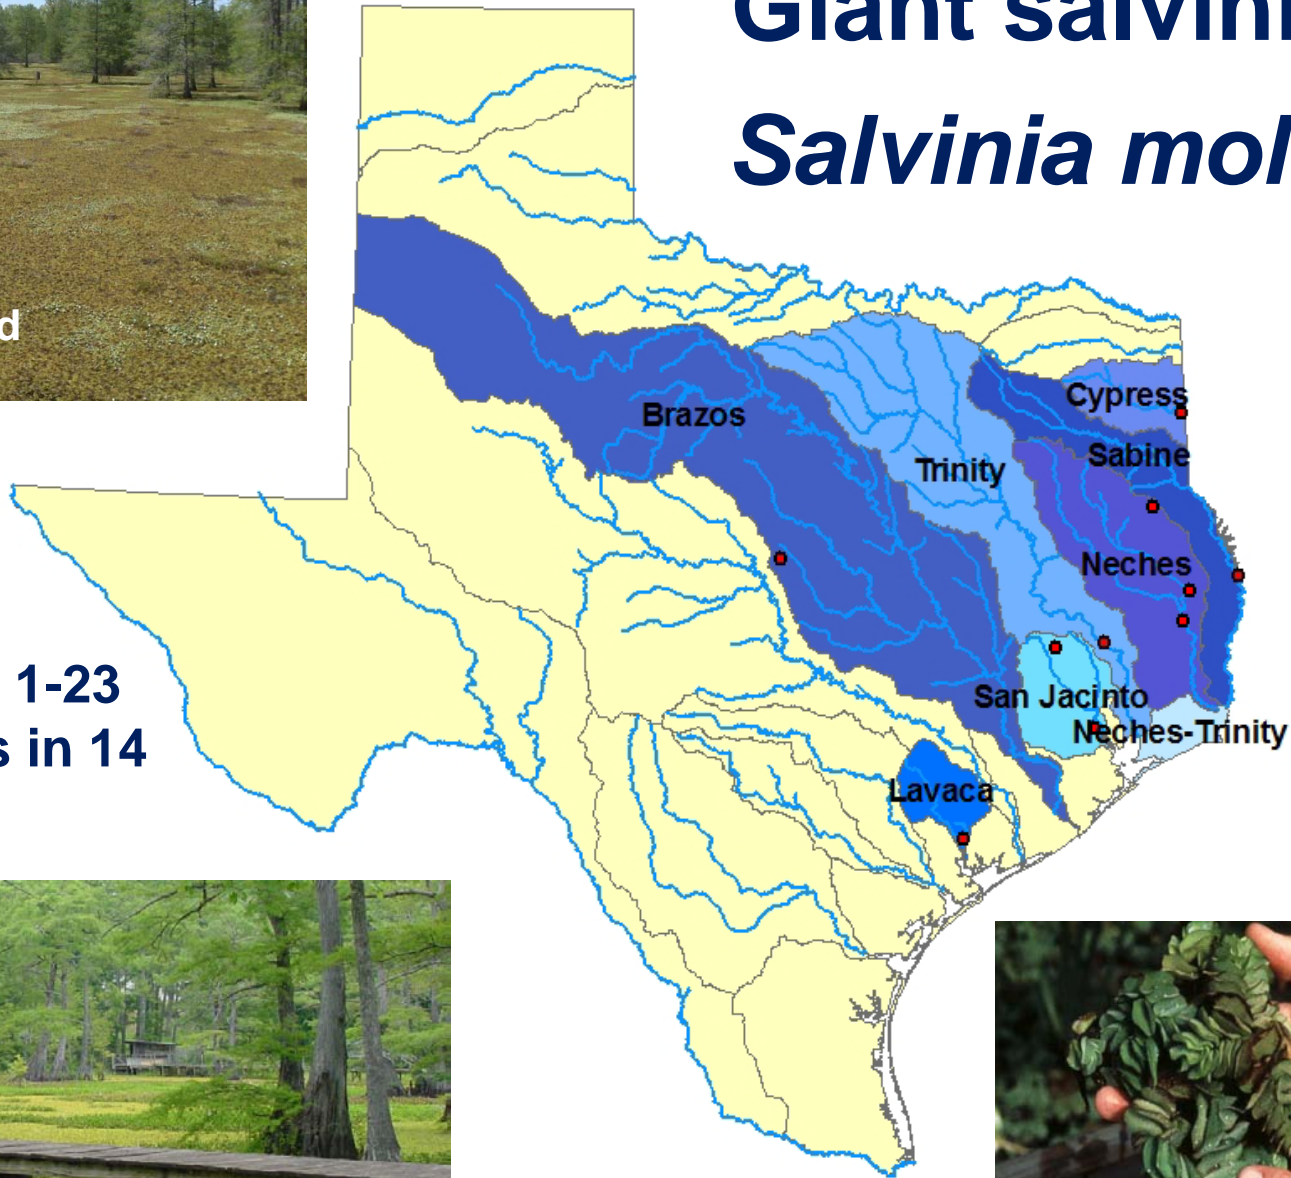 Giant salvini
Salvinia mol
d
Cypress
Brazos
Sabine
Trinity
Neches
1-23
s in 14
San Jacinto
Neches-Trinity
Lavaca